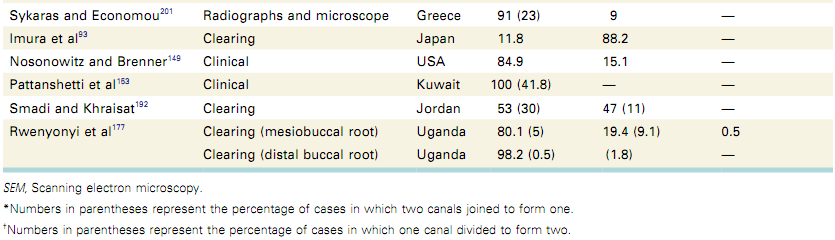 Sykaras and Economou201 Radiographs and microscope Greece 91 (23) 9 —
Imura et al93 Clearing Japan 11.8 88.2 —
Nosonowitz and Brenner149 Clinical USA 84.9 15.1 —
Pattanshetti et al153 Clinical Kuwait 100 (41.8) — —
Smadi and Khraisat192 Clearing Jordan 53 (30) 47 (11) —
Rwenyonyi et al177 Clearing (mesiobuccal root) Uganda 80.1 (5) 19.4 (9.1) 0.5
Clearing (distal buccal root) Uganda 98.2 (0.5) (1.8) —
SEM, Scanning electron microscopy.
*Numbers in parentheses represent the percentage of cases in which two canals joined to form one.
†Numbers in parentheses represent the percentage of cases in which one canal divided to form two.